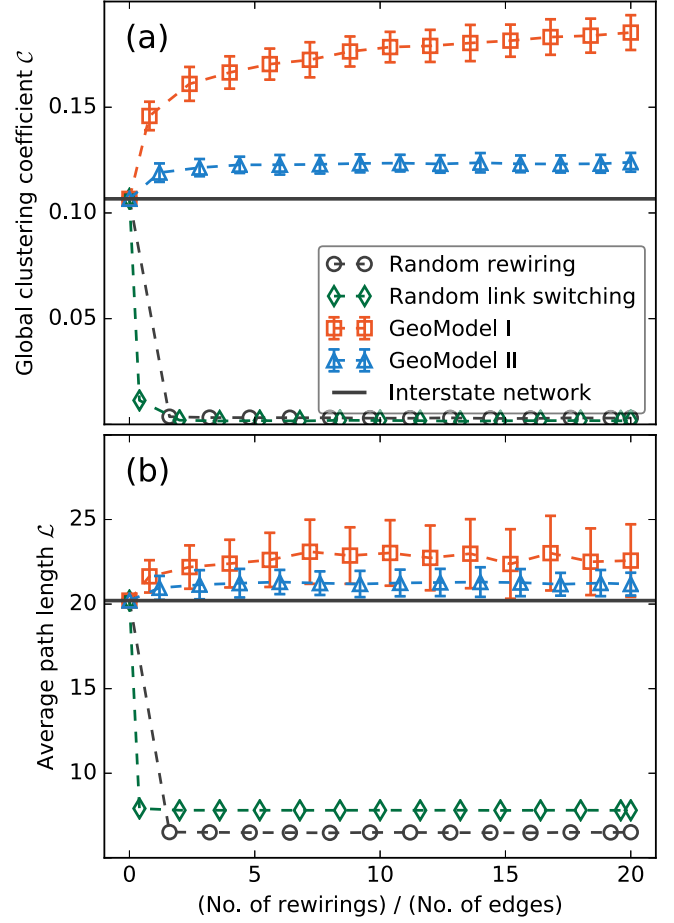 (a)
Global clustering coefficient 𝒞
0.15
0.10
0.05
Random rewiring
Random link switching
GeoModel I
GeoModel II
Interstate network
(b)
Average path length ℒ
25
20
15
10
0 5 10 15 20
(No. of rewirings) / (No. of edges)